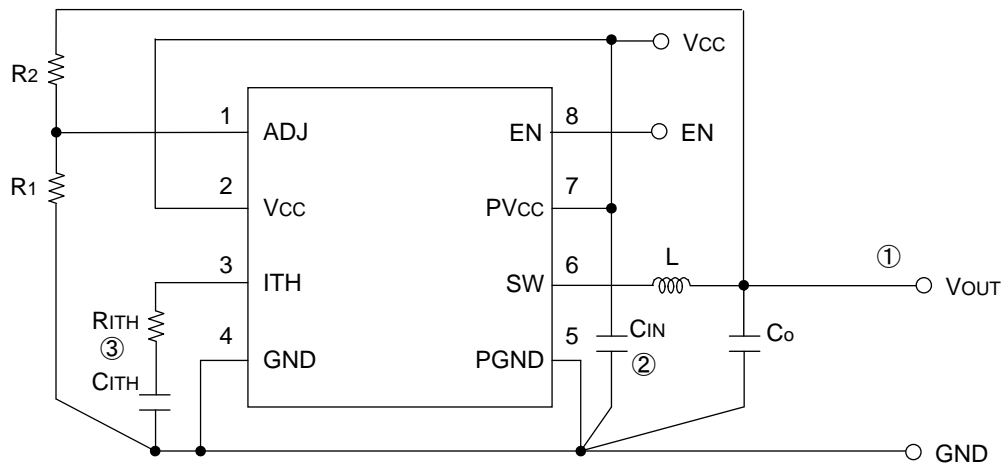 VCC
R2
1
ADJ
EN
8
EN
R1
2
VCC
PVCC
7
3
ITH
SW
6
L
①
VOUT
RITH
③
CITH
4
GND
PGND
5
CIN
②
Co
GND